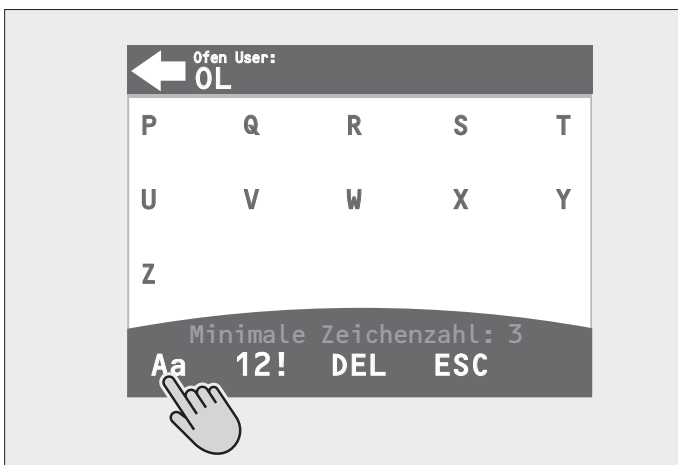 Ofen User:
OL
P Q R S T
U V W X Y
Z
Minimale Zeichenzahl: 3
Aa 12! DEL ESC